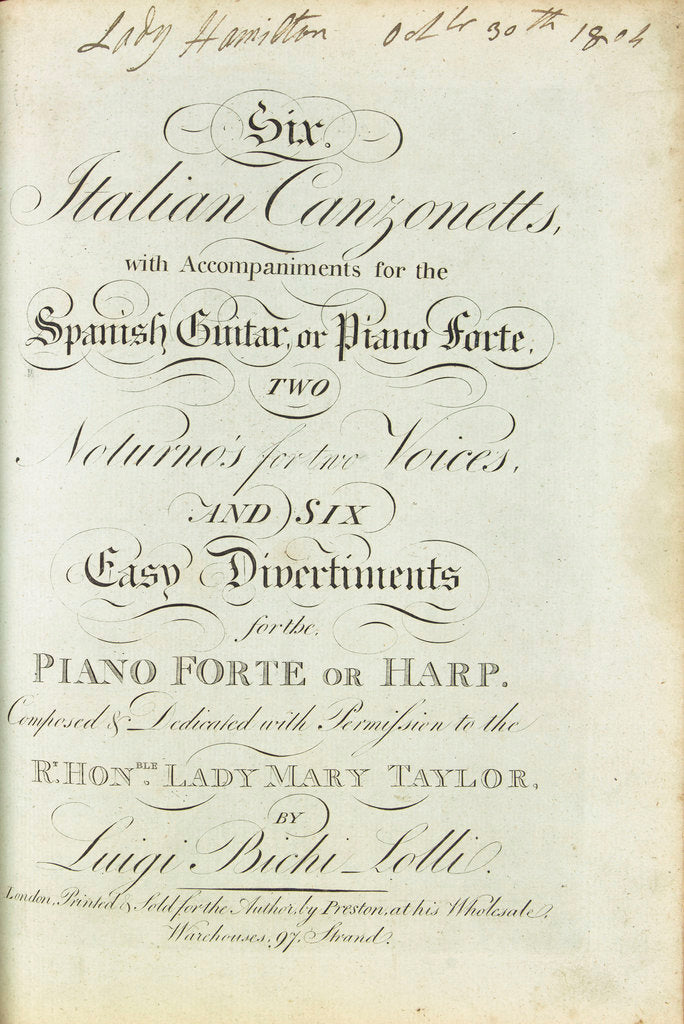 Lady Hamilton Octbr 30th 1804
Six.
Italian Canzonetts,
with Accompaniments for the
Spanish Guitar, or Piano Forte.
TWO
Noturno's for two Voices,
AND SIX
Easy Divertiments
for the
PIANO FORTE OR HARP.
Composed & Dedicated with Permiſsion to the
RT. HONBLE. LADY MARY TAYLOR,
BY
Luigi Bichi Lolli.
London, Printed & Sold for the Author, by Preston, at his Wholesale
Warehouses, 97, Strand.